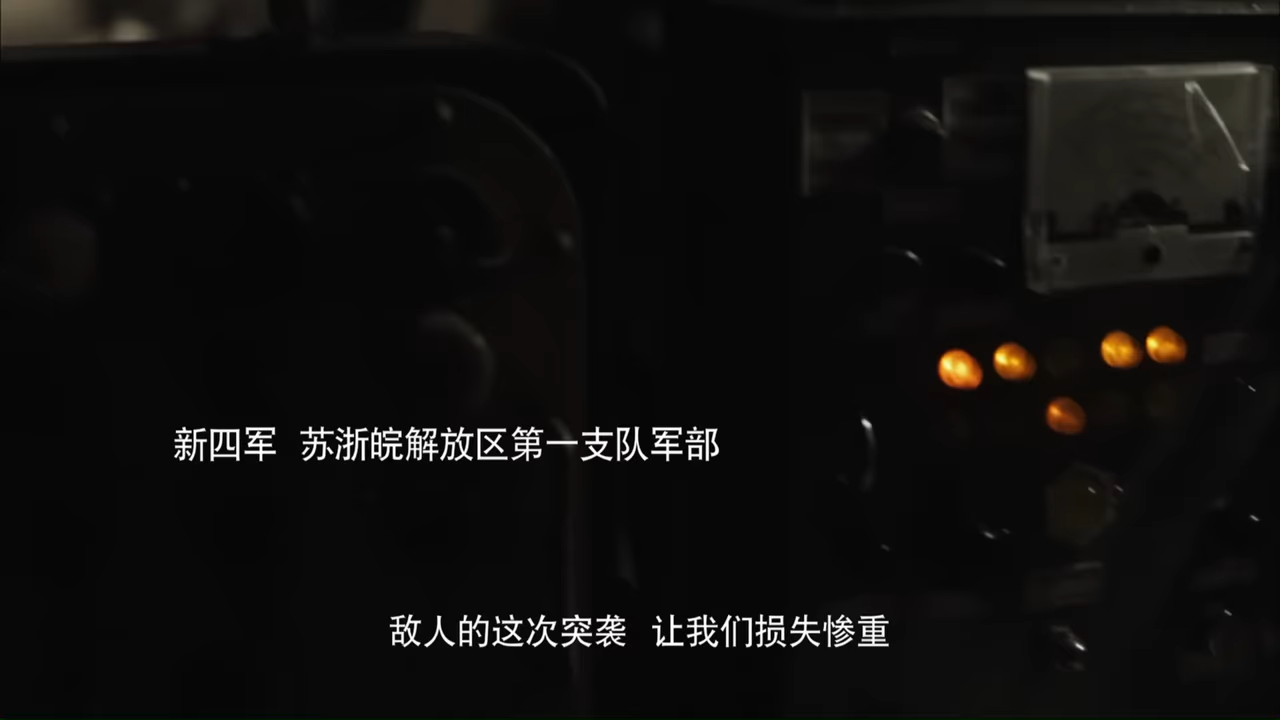 新四军 苏浙皖解放区第一支队军部
敌人的这次突袭 让我们损失惨重